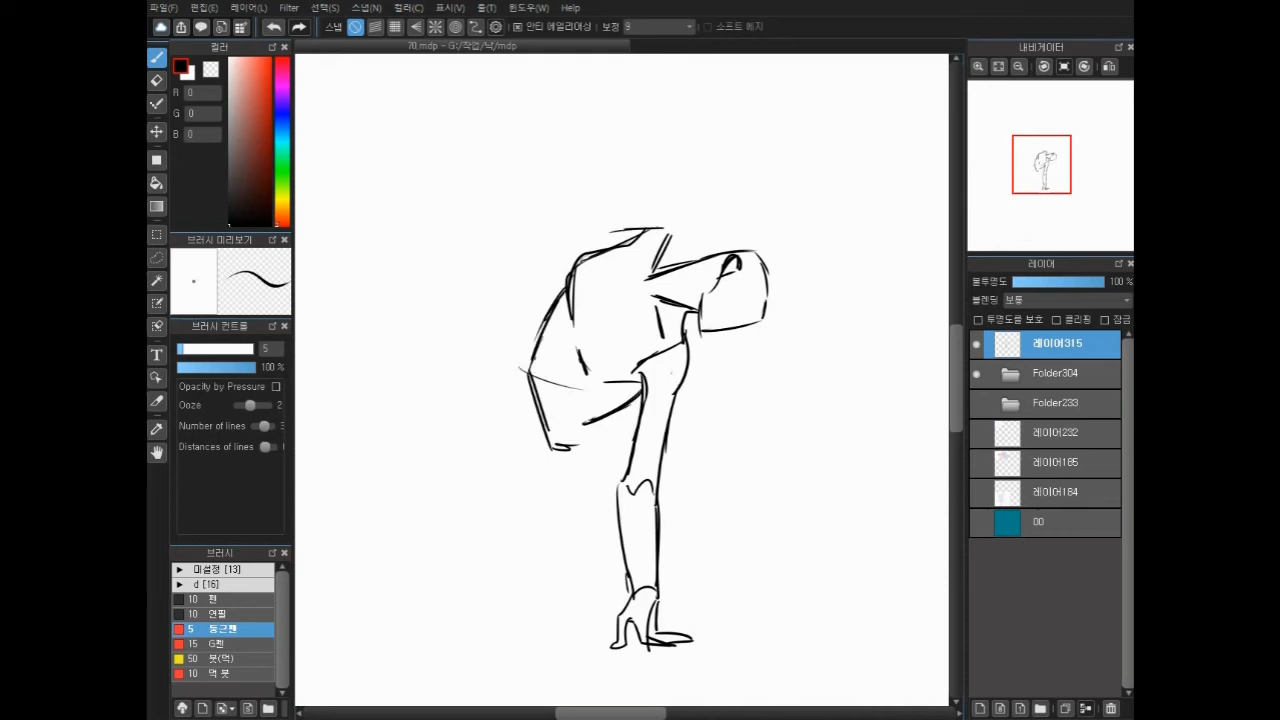 파일(F) 편집(E) 레이어(L) Filter 선택(S) 스냅(N) 컬러(C) 표시(V) 툴(T) 윈도우(W) Help
스냅 안티 에일리어싱 보정 9 소프트 에지
컬러
70.mdp - G:/작업/낙/mdp
내비게이터
R 0
G 0
B 0
브러시 미리보기
레이어
불투명도 100 %
블렌딩 보통
투명도를 보호 클리핑 잠금
브러시 컨트롤
5
100 %
Opacity by Pressure
Ooze 2
Number of lines
Distances of lines
레이어315
Folder304
Folder233
레이어232
레이어185
레이어184
브러시
미설정 [13]
d [16]
10 펜
10 연필
5 둥근펜
15 G펜
50 붓(먹)
10 먹 붓